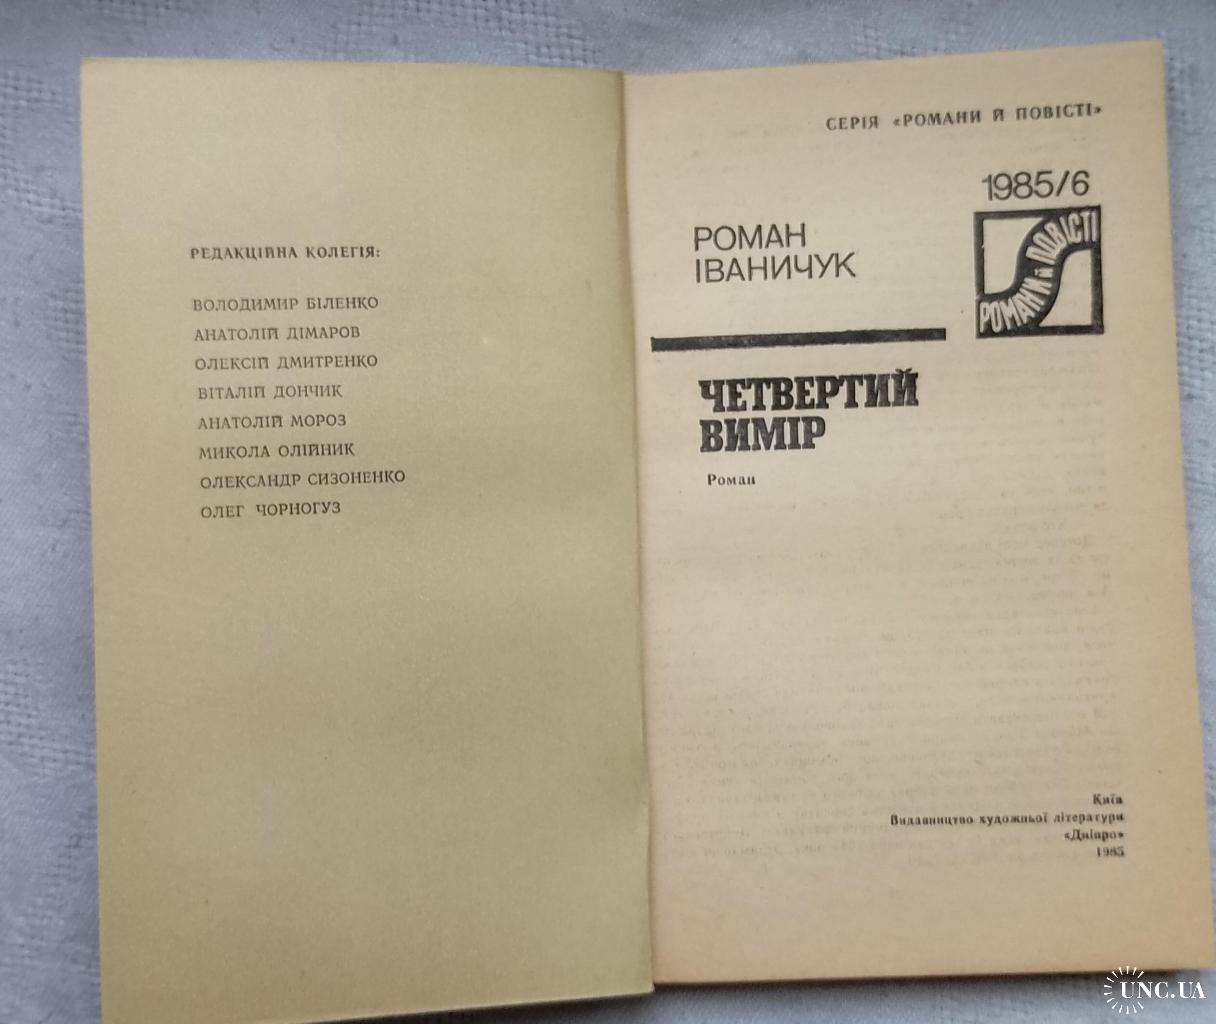 РЕДАКЦІЙНА КОЛЕГІЯ:
ВОЛОДИМИР БІЛЕНКО
АНАТОЛІЙ ДІМАРОВ
ОЛЕКСІЙ ДМИТРЕНКО
ВІТАЛІЙ ДОНЧИК
АНАТОЛІЙ МОРОЗ
МИКОЛА ОЛІЙНИК
ОЛЕКСАНДР СИЗОНЕНКО
ОЛЕГ ЧОРНОГУЗ
СЕРІЯ «РОМАНИ Й ПОВІСТІ»
1985/6
РОМАНИ Й ПОВІСТІ
РОМАН
ІВАНИЧУК
ЧЕТВЕРТИЙ
ВИМІР
Роман
Київ
Видавництво художньої літератури
«Дніпро»
1985
UNC.UA